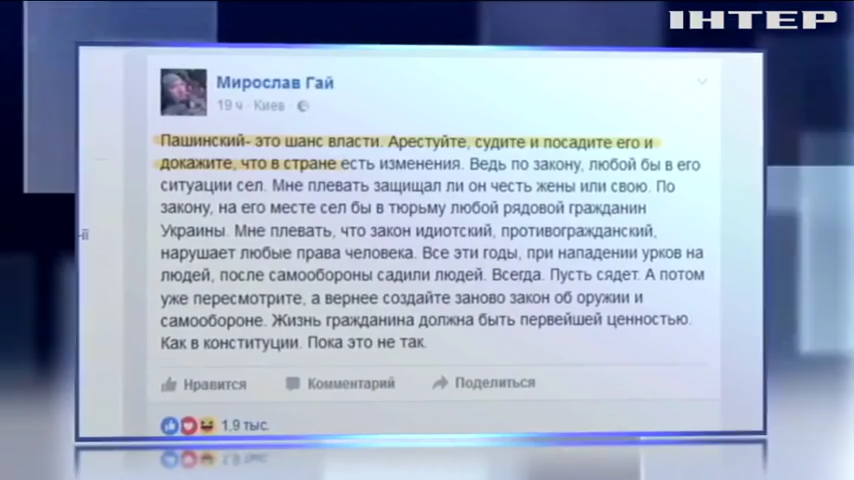 ІНТЕР
Мирослав Гай
19 ч · Киев ·
Пашинский- это шанс власти. Арестуйте, судите и посадите его и
докажите, что в стране есть изменения. Ведь по закону, любой бы в его
ситуации сел. Мне плевать защищал ли он честь жены или свою. По
закону, на его месте сел бы в тюрьму любой рядовой гражданин
Украины. Мне плевать, что закон идиотский, противогражданский,
нарушает любые права человека. Все эти годы, при нападении урков на
людей, после самообороны садили людей. Всегда. Пусть сядет. А потом
уже пересмотрите, а вернее создайте заново закон об оружии и
самообороне. Жизнь гражданина должна быть первейшей ценностью.
Как в конституции. Пока это не так.
Нравится Комментарий Поделиться
1,9 тыс.